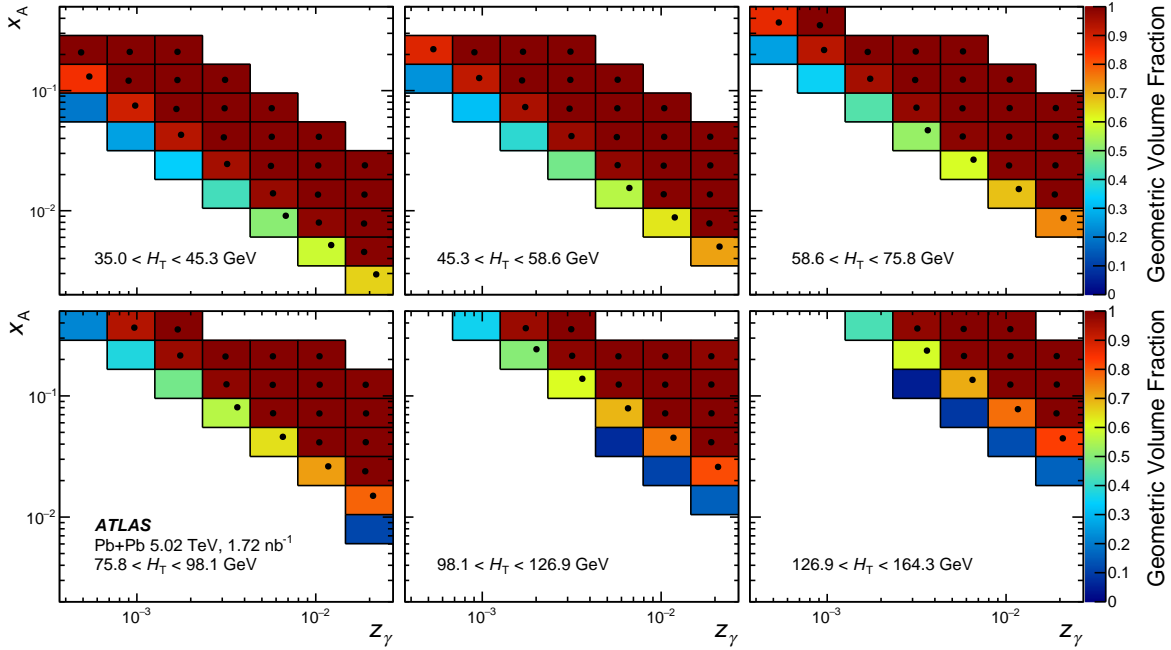 x_A
10⁻¹
10⁻²
35.0 < H_T < 45.3 GeV
45.3 < H_T < 58.6 GeV
58.6 < H_T < 75.8 GeV
1
0.9
0.8
0.7
0.6
0.5
0.4
0.3
0.2
0.1
0
Geometric Volume Fraction
x_A
10⁻¹
10⁻²
ATLAS
Pb+Pb 5.02 TeV, 1.72 nb⁻¹
75.8 < H_T < 98.1 GeV
98.1 < H_T < 126.9 GeV
126.9 < H_T < 164.3 GeV
1
0.9
0.8
0.7
0.6
0.5
0.4
0.3
0.2
0.1
0
Geometric Volume Fraction
10⁻³ 10⁻² 10⁻³ 10⁻² 10⁻³ 10⁻²
z_γ z_γ z_γ